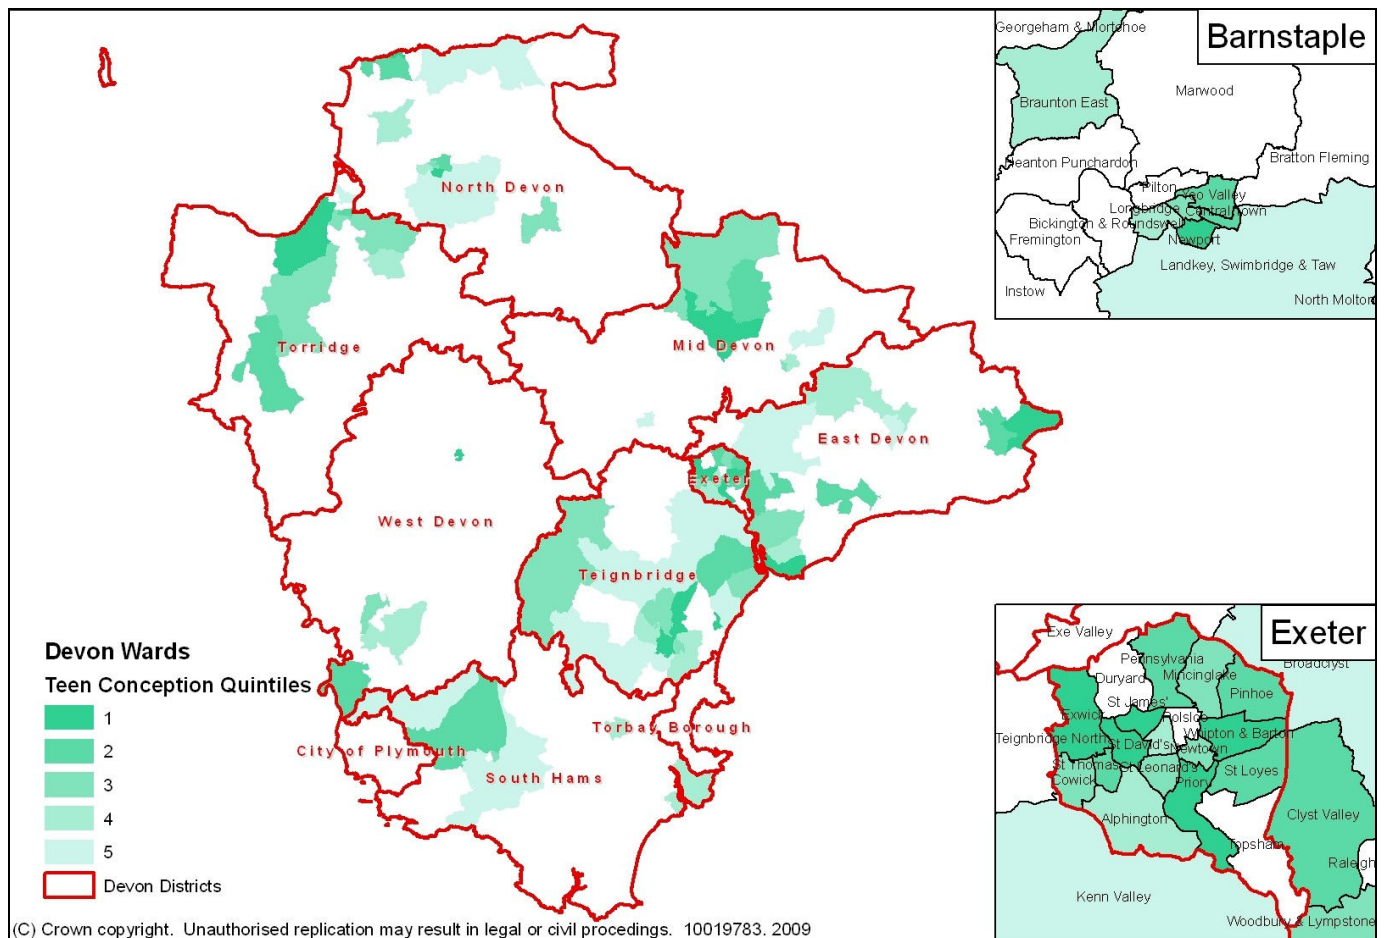 North Devon
Torridge
Mid Devon
East Devon
Exeter
West Devon
Teignbridge
Torbay Borough
City of Plymouth
South Hams
Devon Wards
Teen Conception Quintiles
1
2
3
4
5
Devon Districts
(C) Crown copyright. Unauthorised replication may result in legal or civil procedings. 10019783. 2009
Barnstaple
Georgeham & Mortehoe
Braunton East
Marwood
Heanton Punchardon
Bratton Fleming
Pilton
Yeo Valley
Longbridge
Central Town
Bickington & Roundswell
Fremington
Newport
Landkey, Swimbridge & Taw
Instow
North Molton
Exeter
Exe Valley
Broadclyst
Pennsylvania
Duryard
Mincinglake
Pinhoe
St James'
Exwick
Polsloe
Whipton & Barton
Teignbridge North
St David's
Newtown
St Thomas
St Leonard's
St Loyes
Cowick
Priory
Alphington
Clyst Valley
Topsham
Raleigh
Kenn Valley
Woodbury & Lympstone